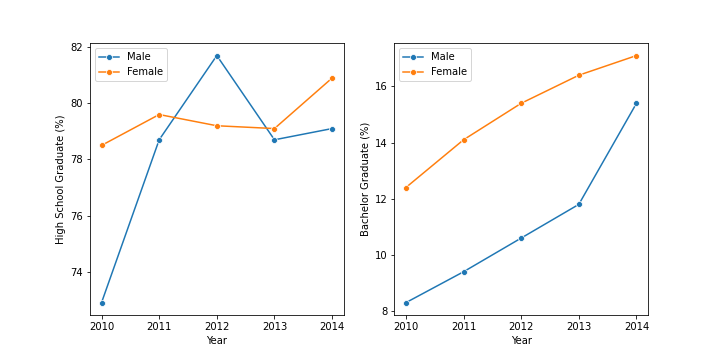 Male
Female
82
80
78
76
74
High School Graduate (%)
2010 2011 2012 2013 2014
Year
Male
Female
16
14
12
10
8
Bachelor Graduate (%)
2010 2011 2012 2013 2014
Year